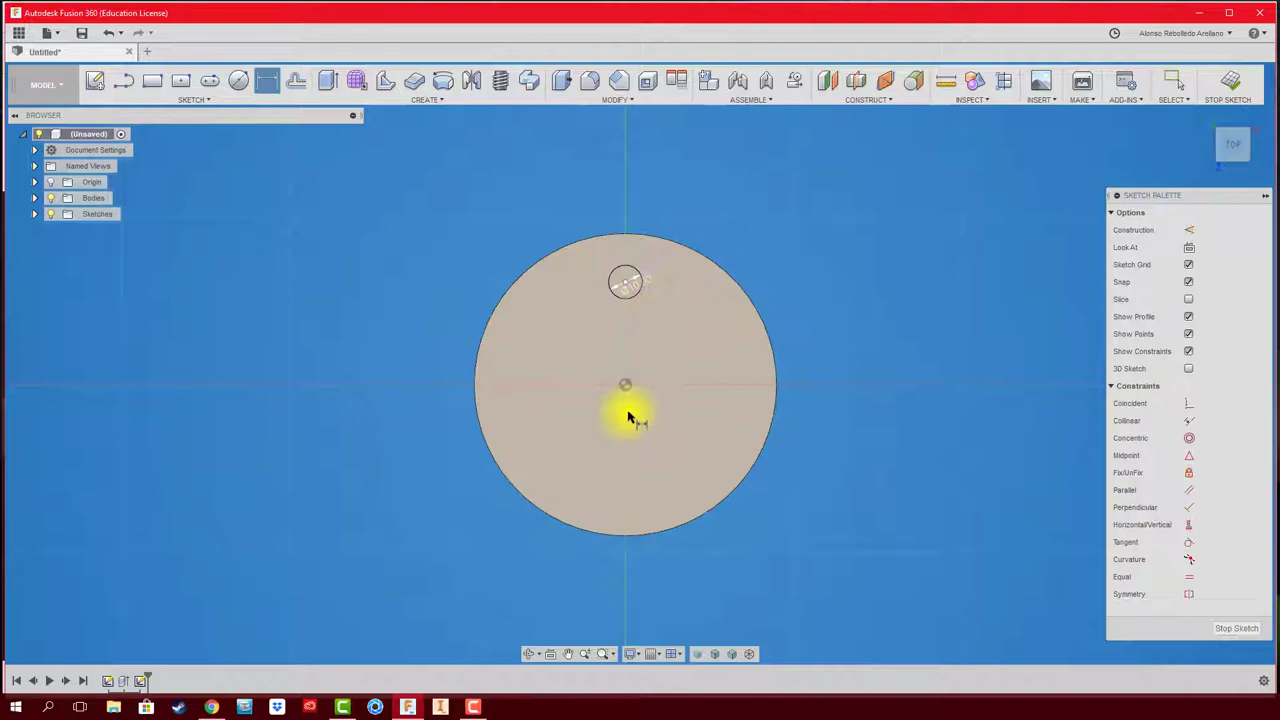 Autodesk Fusion 360 (Education License)
Alonso Rebolledo Arellano
Untitled*
MODEL
SKETCH
CREATE
MODIFY
ASSEMBLE
CONSTRUCT
INSPECT
INSERT
MAKE
ADD-INS
SELECT
STOP SKETCH
BROWSER
(Unsaved)
Document Settings
Named Views
Origin
Bodies
Sketches
TOP
SKETCH PALETTE
Options
Construction
Look At
Sketch Grid
Snap
Slice
Show Profile
Show Points
Show Constraints
3D Sketch
Constraints
Coincident
Collinear
Concentric
Midpoint
Fix/UnFix
Parallel
Perpendicular
Horizontal/Vertical
Tangent
Curvature
Equal
Symmetry
Stop Sketch